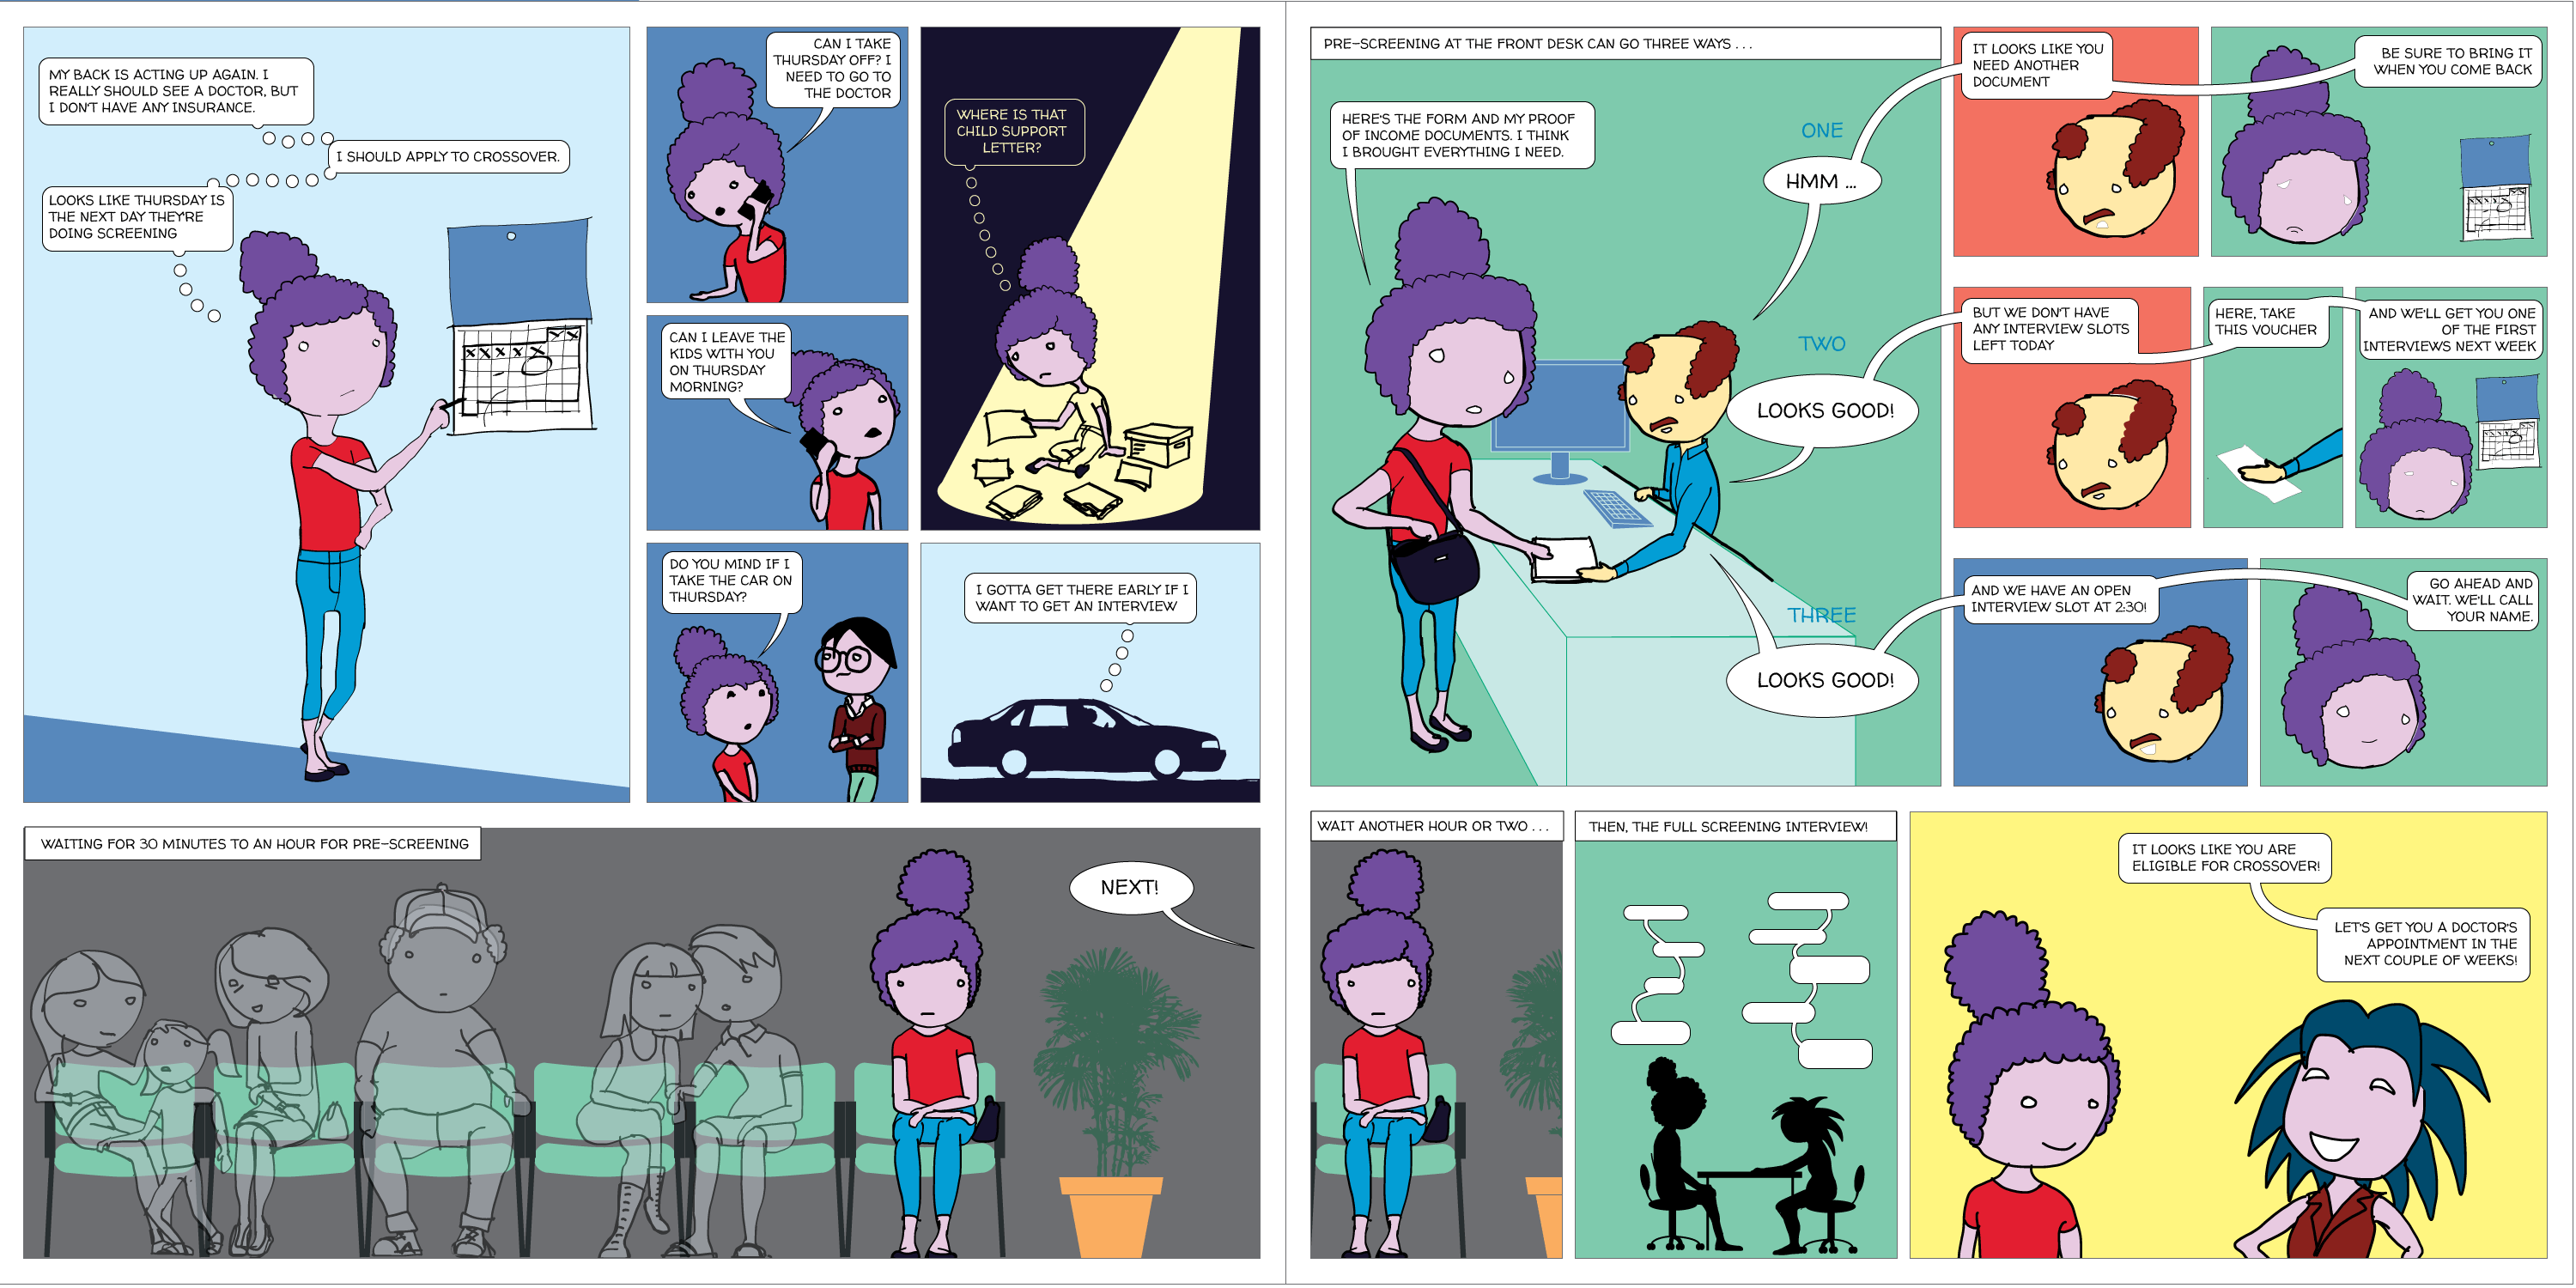 MY BACK IS ACTING UP AGAIN. I
REALLY SHOULD SEE A DOCTOR, BUT
I DON'T HAVE ANY INSURANCE.
I SHOULD APPLY TO CROSSOVER.
LOOKS LIKE THURSDAY IS
THE NEXT DAY THEY'RE
DOING SCREENING
CAN I TAKE
THURSDAY OFF? I
NEED TO GO TO
THE DOCTOR
CAN I LEAVE THE
KIDS WITH YOU
ON THURSDAY
MORNING?
DO YOU MIND IF I
TAKE THE CAR ON
THURSDAY?
WHERE IS THAT
CHILD SUPPORT
LETTER?
I GOTTA GET THERE EARLY IF I
WANT TO GET AN INTERVIEW
WAITING FOR 30 MINUTES TO AN HOUR FOR PRE-SCREENING
NEXT!
PRE-SCREENING AT THE FRONT DESK CAN GO THREE WAYS . . .
HERE'S THE FORM AND MY PROOF
OF INCOME DOCUMENTS. I THINK
I BROUGHT EVERYTHING I NEED.
ONE
HMM ...
IT LOOKS LIKE YOU
NEED ANOTHER
DOCUMENT
BE SURE TO BRING IT
WHEN YOU COME BACK
TWO
LOOKS GOOD!
BUT WE DON'T HAVE
ANY INTERVIEW SLOTS
LEFT TODAY
HERE, TAKE
THIS VOUCHER
AND WE'LL GET YOU ONE
OF THE FIRST
INTERVIEWS NEXT WEEK
THREE
LOOKS GOOD!
AND WE HAVE AN OPEN
INTERVIEW SLOT AT 2:30!
GO AHEAD AND
WAIT. WE'LL CALL
YOUR NAME.
WAIT ANOTHER HOUR OR TWO . . .
THEN, THE FULL SCREENING INTERVIEW!
IT LOOKS LIKE YOU ARE
ELIGIBLE FOR CROSSOVER!
LET'S GET YOU A DOCTOR'S
APPOINTMENT IN THE
NEXT COUPLE OF WEEKS!